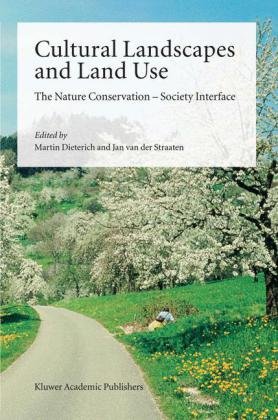 Cultural Landscapes
and Land Use
The Nature Conservation – Society Interface
Edited by
Martin Dieterich and Jan van der Straaten
Kluwer Academic Publishers